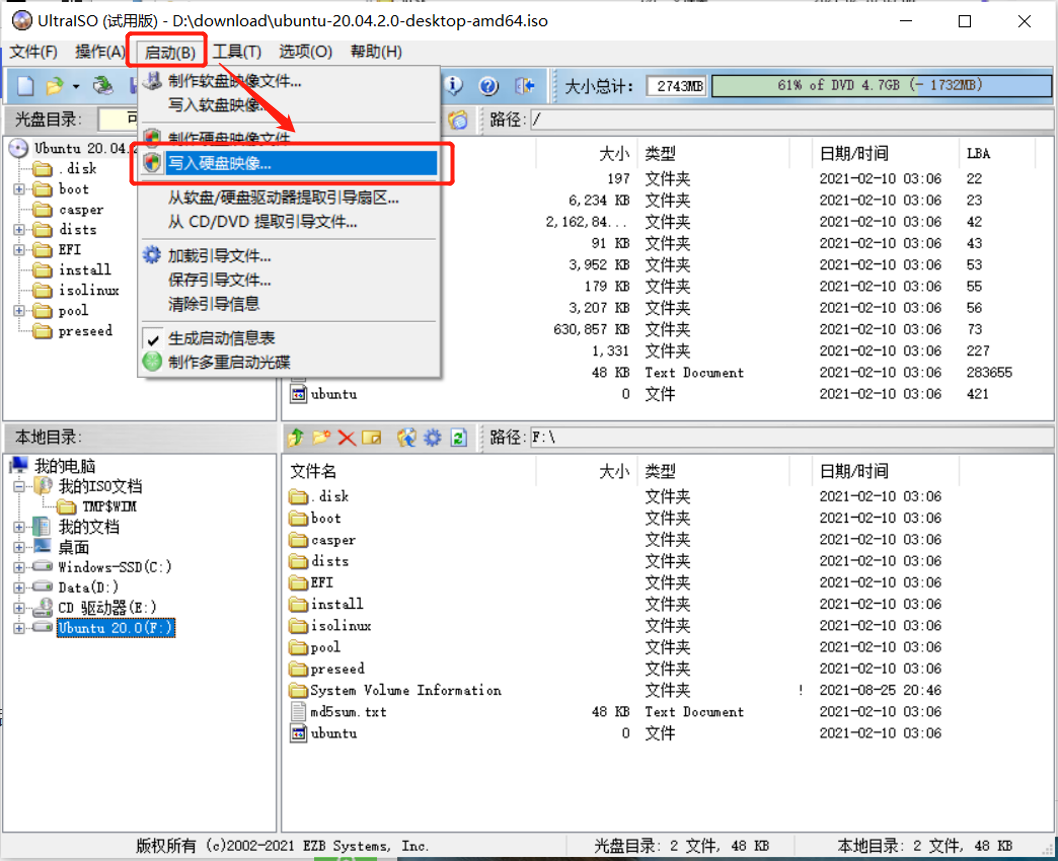 UltraISO (试用版) - D:\download\ubuntu-20.04.2.0-desktop-amd64.iso
文件(F) 操作(A) 启动(B) 工具(T) 选项(O) 帮助(H)
大小总计: 2743MB 61% of DVD 4.7GB (- 1732MB)
光盘目录: 可 路径: /
制作软盘映像文件...
写入软盘映像...
制作硬盘映像文件
写入硬盘映像...
从软盘/硬盘驱动器提取引导扇区...
从 CD/DVD 提取引导文件...
加载引导文件...
保存引导文件...
清除引导信息
生成启动信息表
制作多重启动光碟
Ubuntu 20.04.2
.disk
boot
casper
dists
EFI
install
isolinux
pool
preseed
大小 类型 日期/时间 LBA
197 文件夹 2021-02-10 03:06 22
6,234 KB 文件夹 2021-02-10 03:06 23
2,162,84... 文件夹 2021-02-10 03:06 42
91 KB 文件夹 2021-02-10 03:06 43
3,952 KB 文件夹 2021-02-10 03:06 53
179 KB 文件夹 2021-02-10 03:06 55
3,207 KB 文件夹 2021-02-10 03:06 56
630,857 KB 文件夹 2021-02-10 03:06 73
1,331 文件夹 2021-02-10 03:06 227
48 KB Text Document 2021-02-10 03:06 283655
ubuntu 0 文件 2021-02-10 03:06 421
本地目录: 路径: F:\
我的电脑
我的ISO文档
TMP$WIM
我的文档
桌面
Windows-SSD(C:)
Data(D:)
CD 驱动器(E:)
Ubuntu 20.0(F:)
文件名 大小 类型 日期/时间
.disk 文件夹 2021-02-10 03:06
boot 文件夹 2021-02-10 03:06
casper 文件夹 2021-02-10 03:06
dists 文件夹 2021-02-10 03:06
EFI 文件夹 2021-02-10 03:06
install 文件夹 2021-02-10 03:06
isolinux 文件夹 2021-02-10 03:06
pool 文件夹 2021-02-10 03:06
preseed 文件夹 2021-02-10 03:06
System Volume Information 文件夹 ! 2021-08-25 20:46
md5sum.txt 48 KB Text Document 2021-02-10 03:06
ubuntu 0 文件 2021-02-10 03:06
版权所有 (c)2002-2021 EZB Systems, Inc. 光盘目录: 2 文件, 48 KB 本地目录: 2 文件, 48 KB